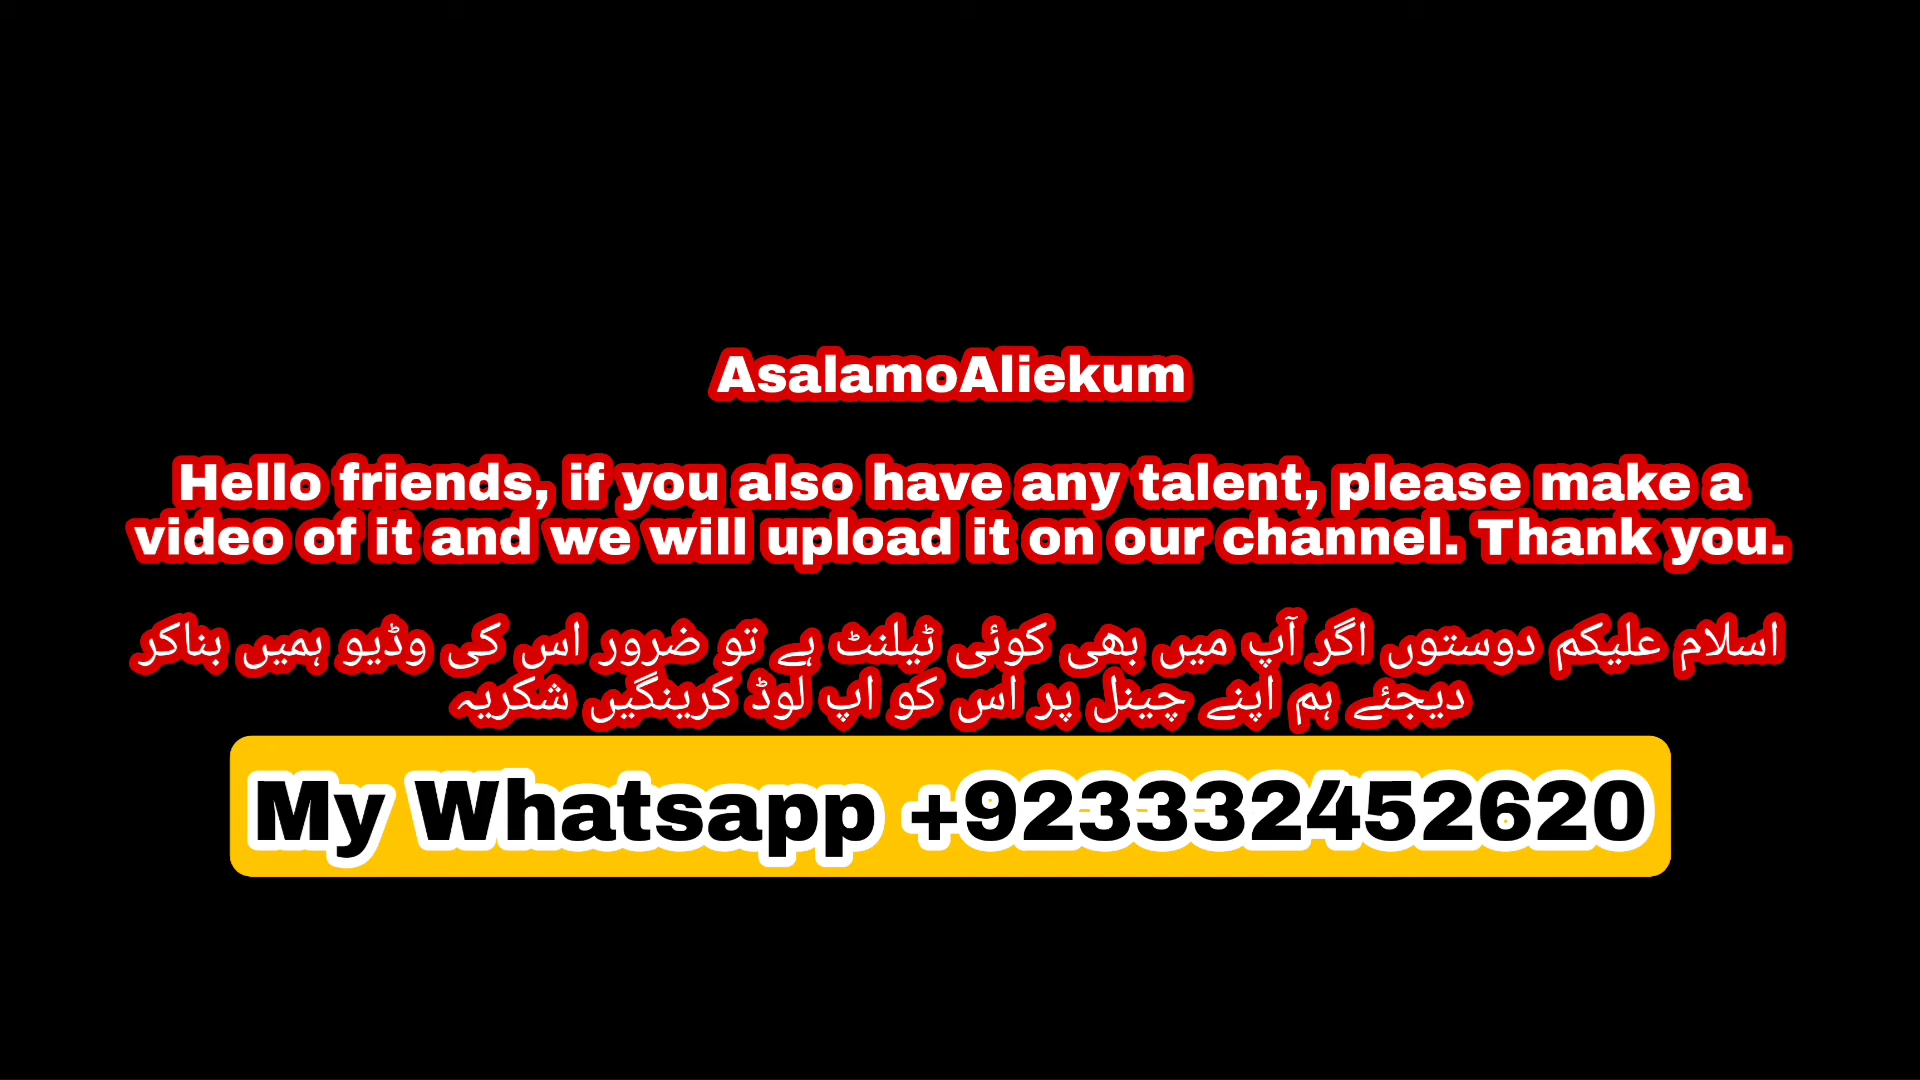 AsalamoAliekum
Hello friends, if you also have any talent, please make a
video of it and we will upload it on our channel. Thank you.
اسلام علیکم دوستوں اگر آپ میں بھی کوئی ٹیلنٹ ہے تو ضرور اس کی وڈیو ہمیں بناکر
دیجئے ہم اپنے چینل پر اس کو اپ لوڈ کرینگیں شکریہ
My Whatsapp +923332452620